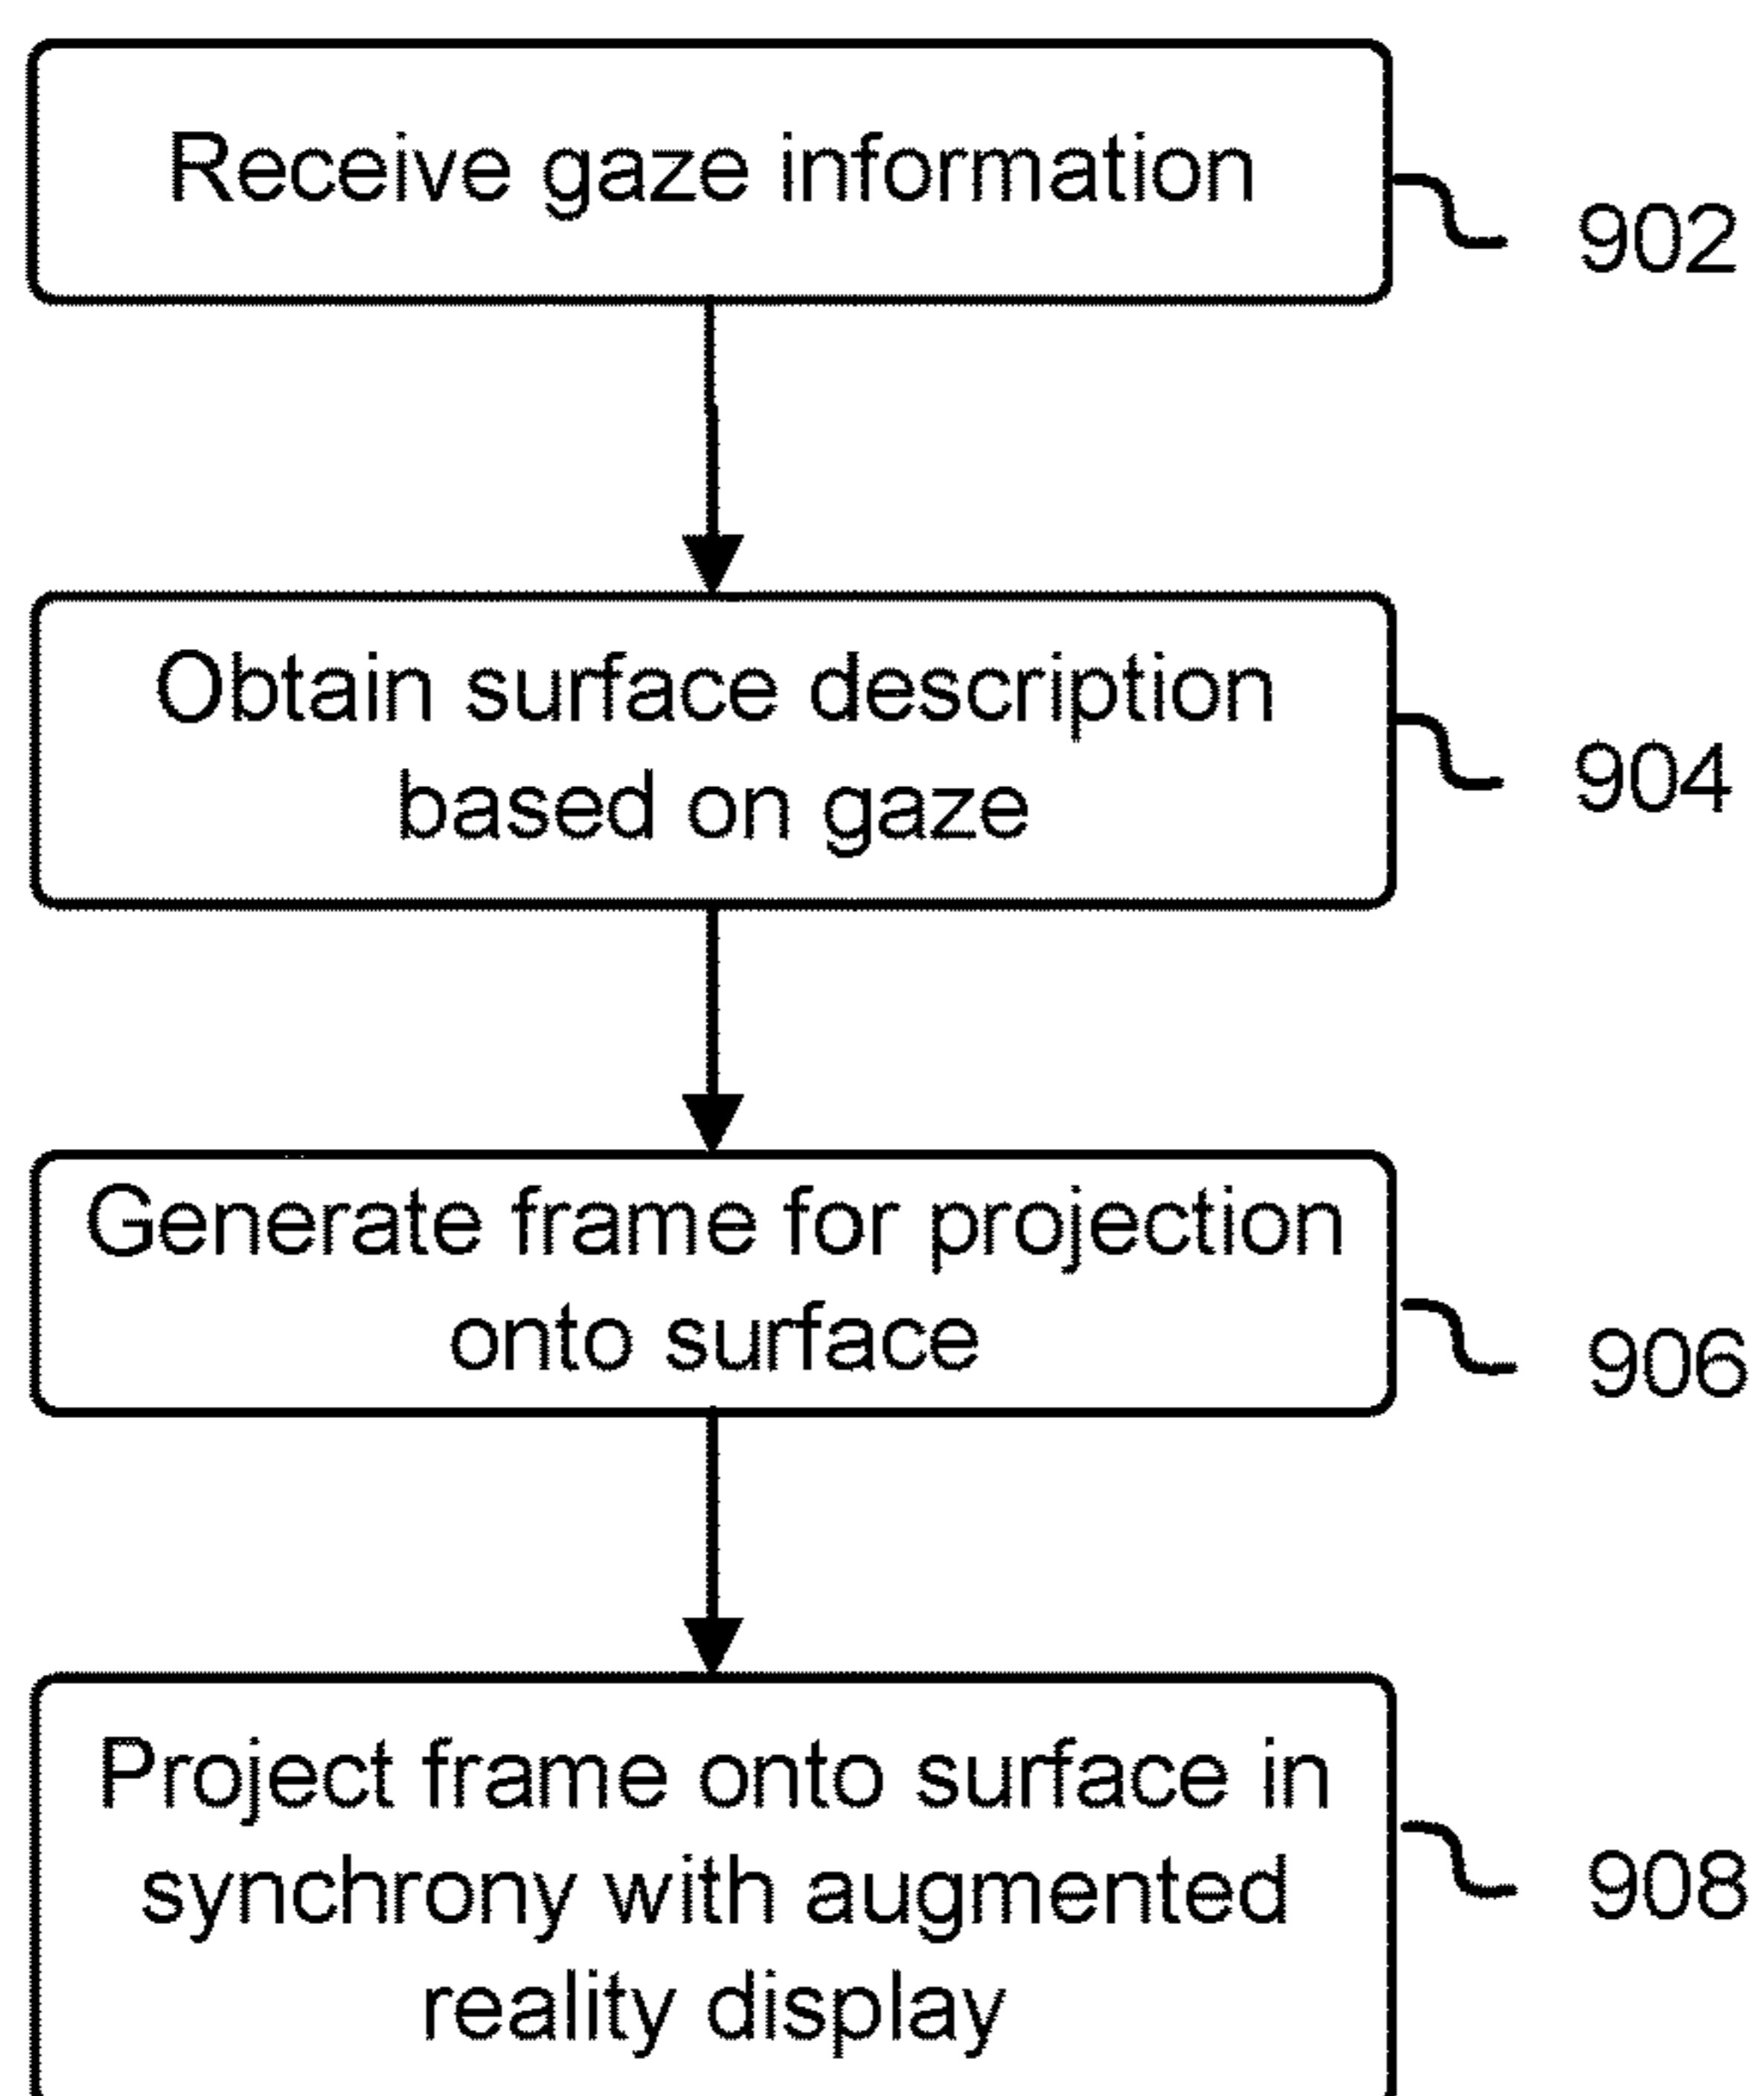 Receive gaze information
902
Obtain surface description
based on gaze
904
Generate frame for projection
onto surface
906
Project frame onto surface in
synchrony with augmented
reality display
908